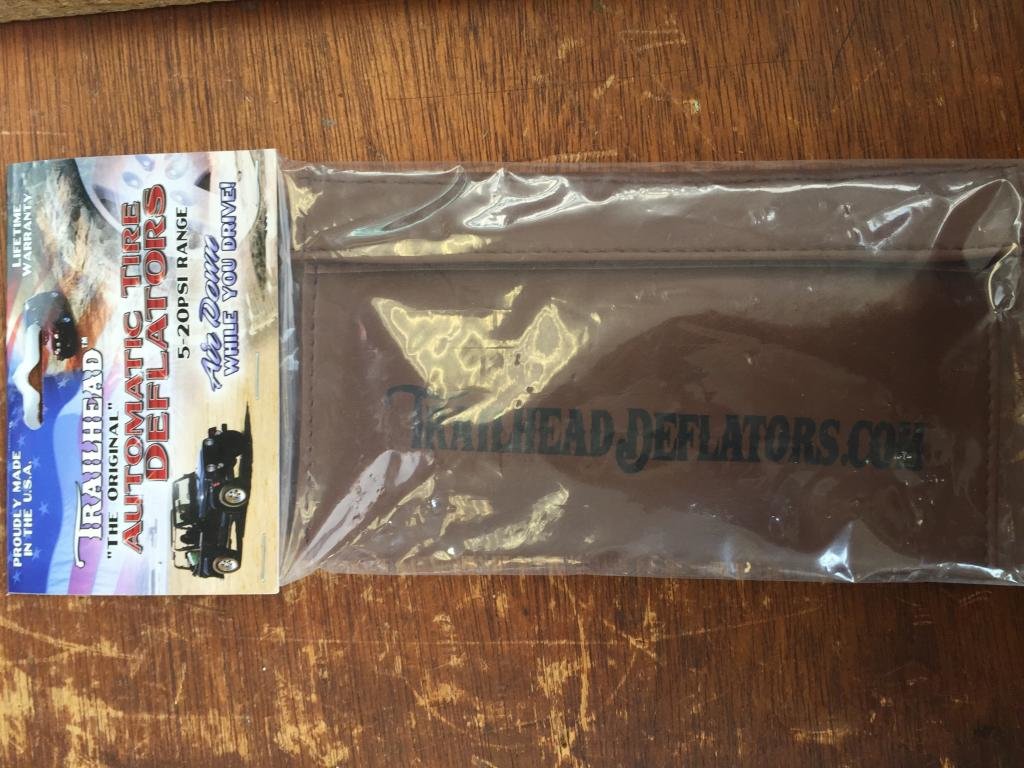 LIFETIME
WARRANTY
PROUDLY MADE
IN THE U.S.A.
TRAILHEAD™
"THE ORIGINAL"
AUTOMATIC TIRE
DEFLATORS
5-20PSI RANGE
Air Down
WHILE YOU DRIVE!
TRAILHEAD-DEFLATORS.COM